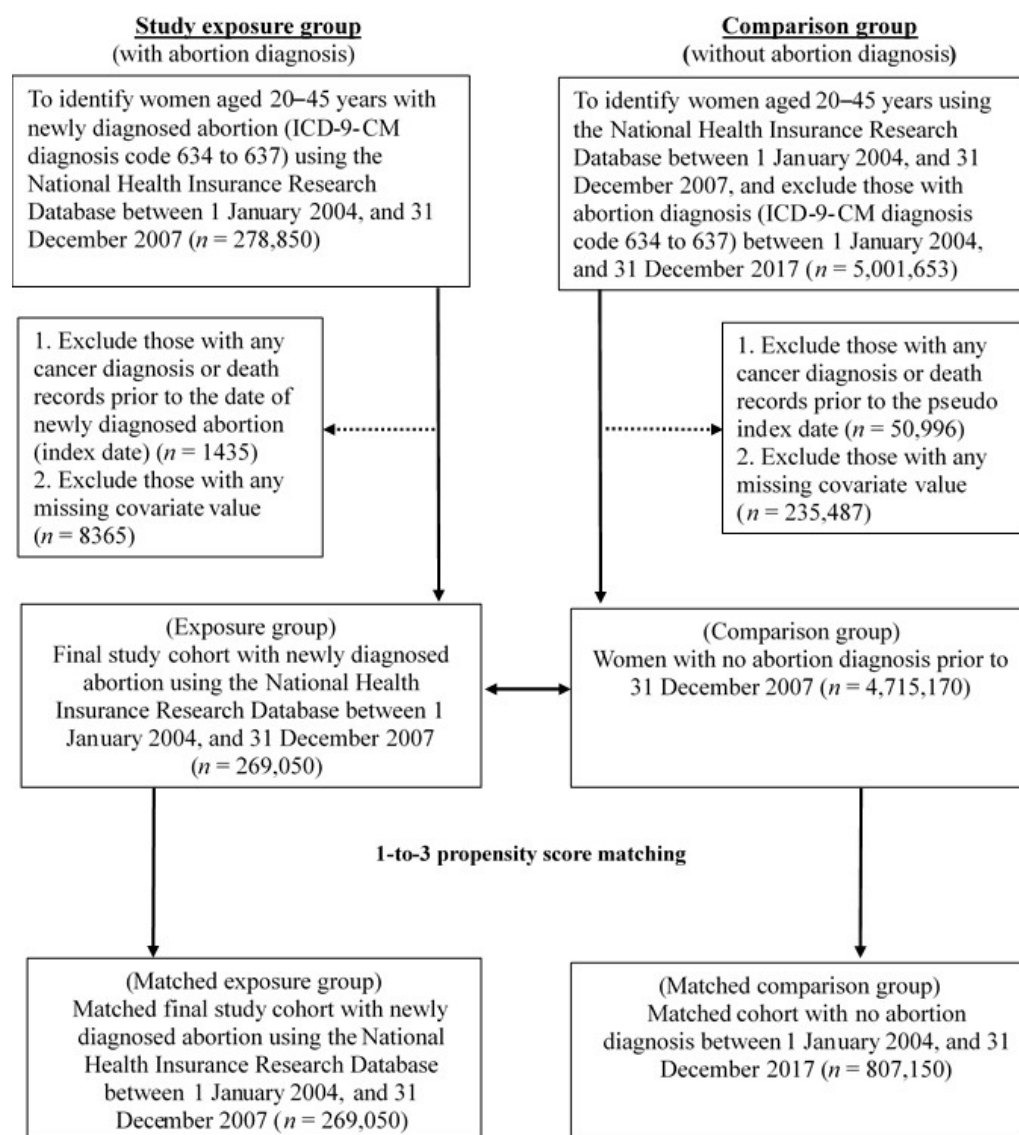 Study exposure group
(with abortion diagnosis)
Comparison group
(without abortion diagnosis)
To identify women aged 20–45 years with
newly diagnosed abortion (ICD-9-CM
diagnosis code 634 to 637) using the
National Health Insurance Research
Database between 1 January 2004, and 31
December 2007 (n = 278,850)
To identify women aged 20–45 years using
the National Health Insurance Research
Database between 1 January 2004, and 31
December 2007, and exclude those with
abortion diagnosis (ICD-9-CM diagnosis
code 634 to 637) between 1 January 2004,
and 31 December 2017 (n = 5,001,653)
1. Exclude those with any
cancer diagnosis or death
records prior to the date of
newly diagnosed abortion
(index date) (n = 1435)
2. Exclude those with any
missing covariate value
(n = 8365)
1. Exclude those with any
cancer diagnosis or death
records prior to the pseudo
index date (n = 50,996)
2. Exclude those with any
missing covariate value
(n = 235,487)
(Exposure group)
Final study cohort with newly diagnosed
abortion using the National Health
Insurance Research Database between 1
January 2004, and 31 December 2007
(n = 269,050)
(Comparison group)
Women with no abortion diagnosis prior to
31 December 2007 (n = 4,715,170)
1-to-3 propensity score matching
(Matched exposure group)
Matched final study cohort with newly
diagnosed abortion using the National
Health Insurance Research Database
between 1 January 2004, and 31
December 2007 (n = 269,050)
(Matched comparison group)
Matched cohort with no abortion
diagnosis between 1 January 2004, and 31
December 2017 (n = 807,150)